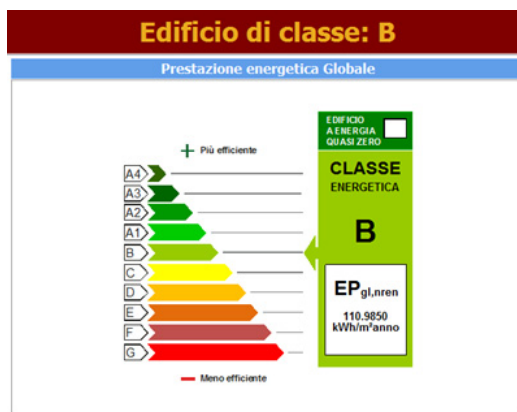 Edificio di classe: B
Prestazione energetica Globale
EDIFICIO
A ENERGIA
QUASI ZERO
+ Più efficiente
CLASSE
ENERGETICA
A4
A3
A2
A1
B
C
D
E
F
G
B
EPgl,nren
110.9850
kWh/m²anno
— Meno efficiente